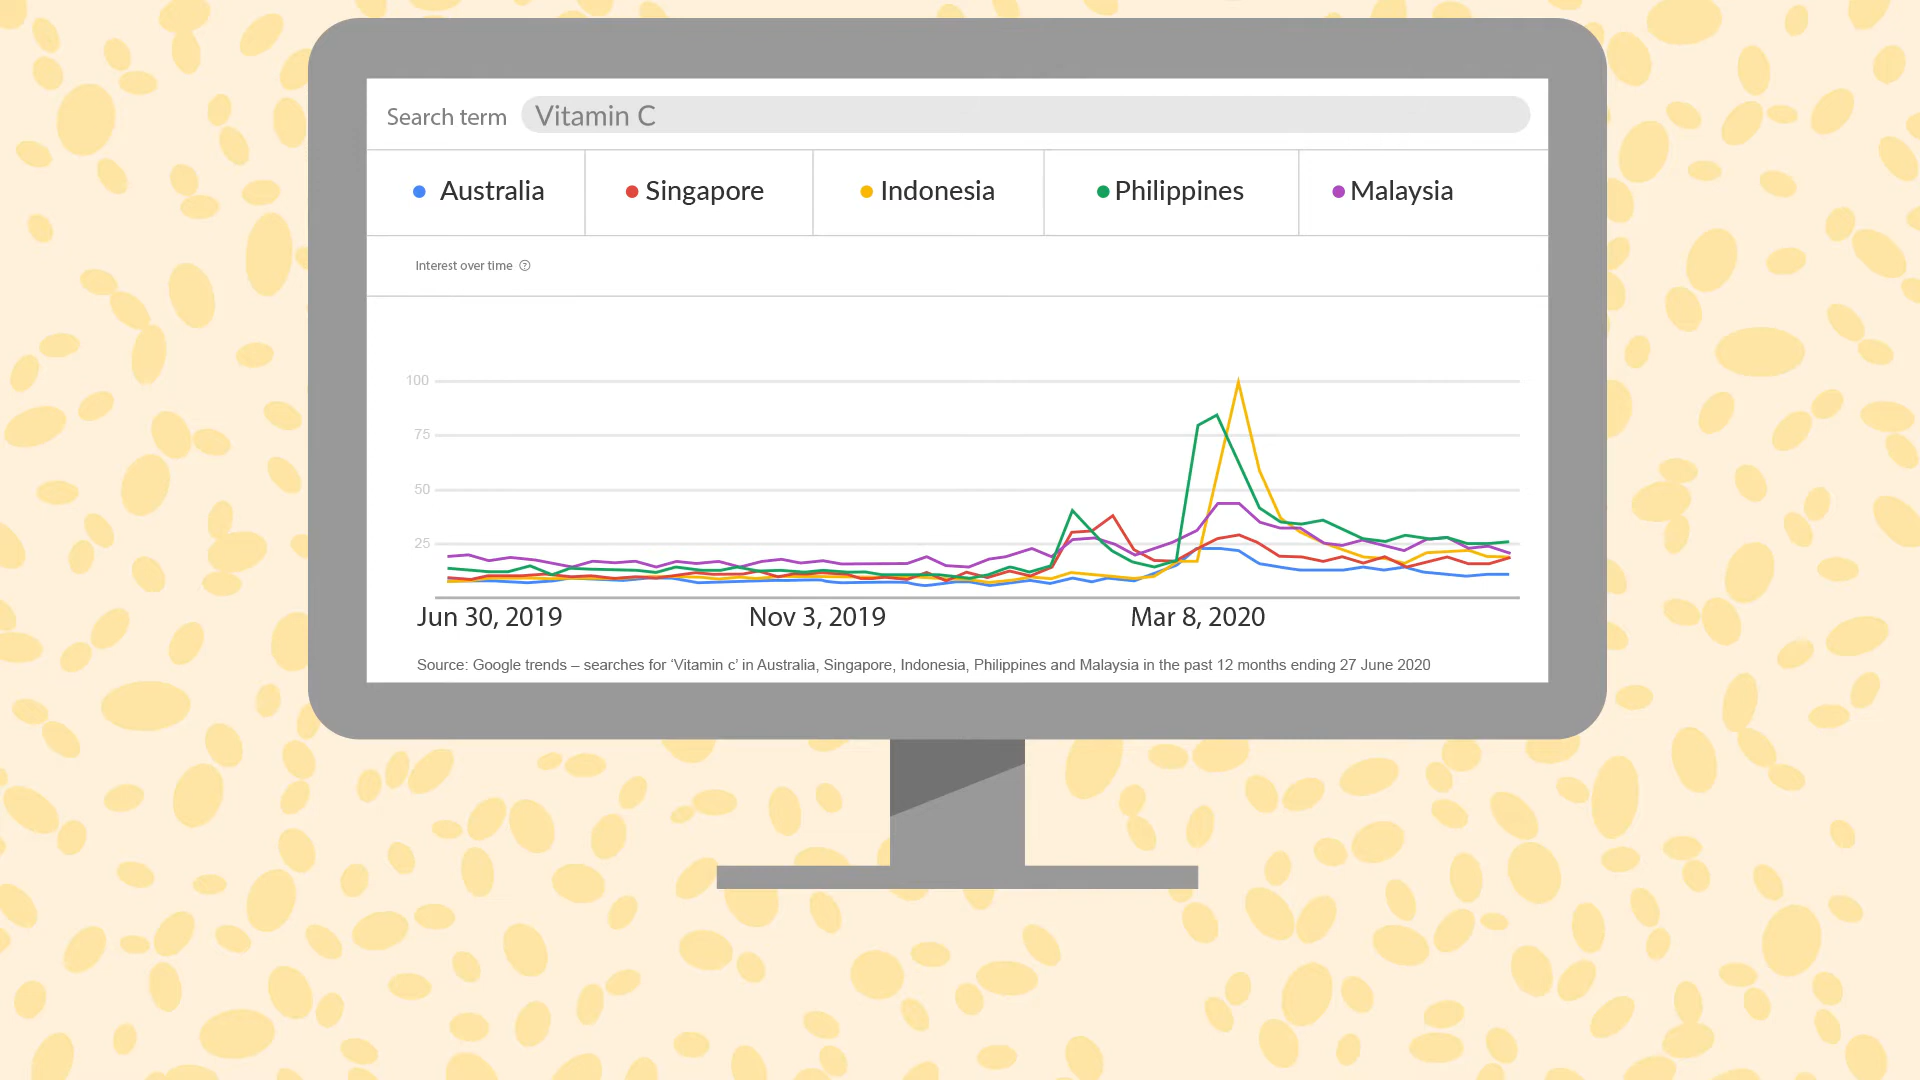 Search term Vitamin C
Australia Singapore Indonesia Philippines Malaysia
Interest over time ?
100
75
50
25
Jun 30, 2019 Nov 3, 2019 Mar 8, 2020
Source: Google trends – searches for ‘Vitamin c’ in Australia, Singapore, Indonesia, Philippines and Malaysia in the past 12 months ending 27 June 2020